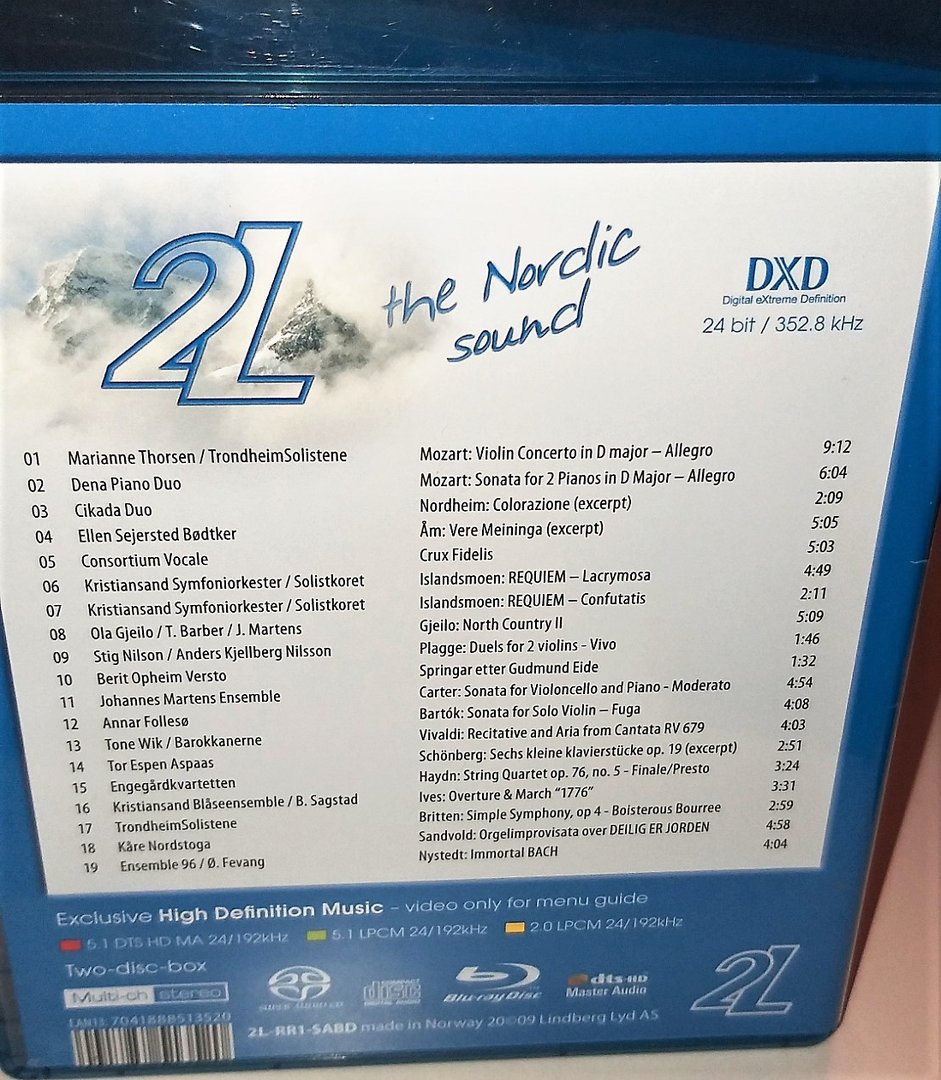 2L
the Nordic
sound
DXD
Digital eXtreme Definition
24 bit / 352.8 kHz
01 Marianne Thorsen / TrondheimSolistene Mozart: Violin Concerto in D major – Allegro 9:12
02 Dena Piano Duo Mozart: Sonata for 2 Pianos in D Major – Allegro 6:04
03 Cikada Duo Nordheim: Colorazione (excerpt) 2:09
04 Ellen Sejersted Bødtker Åm: Vere Meininga (excerpt) 5:05
05 Consortium Vocale Crux Fidelis 5:03
06 Kristiansand Symfoniorkester / Solistkoret Islandsmoen: REQUIEM – Lacrymosa 4:49
07 Kristiansand Symfoniorkester / Solistkoret Islandsmoen: REQUIEM – Confutatis 2:11
08 Ola Gjeilo / T. Barber / J. Martens Gjeilo: North Country II 5:09
09 Stig Nilson / Anders Kjellberg Nilsson Plagge: Duels for 2 violins - Vivo 1:46
10 Berit Opheim Versto Springar etter Gudmund Eide 1:32
11 Johannes Martens Ensemble Carter: Sonata for Violoncello and Piano - Moderato 4:54
12 Annar Follesø Bartók: Sonata for Solo Violin – Fuga 4:08
13 Tone Wik / Barokkanerne Vivaldi: Recitative and Aria from Cantata RV 679 4:03
14 Tor Espen Aspaas Schönberg: Sechs kleine klavierstücke op. 19 (excerpt) 2:51
15 Engegårdkvartetten Haydn: String Quartet op. 76, no. 5 - Finale/Presto 3:24
16 Kristiansand Blåseensemble / B. Sagstad Ives: Overture & March "1776" 3:31
17 TrondheimSolistene Britten: Simple Symphony, op 4 - Boisterous Bourree 2:59
18 Kåre Nordstoga Sandvold: Orgelimprovisata over DEILIG ER JORDEN 4:58
19 Ensemble 96 / Ø. Fevang Nystedt: Immortal BACH 4:04
Exclusive High Definition Music – video only for menu guide
5.1 DTS HD MA 24/192kHz 5.1 LPCM 24/192kHz 2.0 LPCM 24/192kHz
Two-disc-box
Multi-ch stereo
SUPER AUDIO CD
COMPACT disc DIGITAL AUDIO
Blu-ray Disc
dts-HD Master Audio
2L
EAN13: 7041888513520
2L-RR1-SABD made in Norway 20©09 Lindberg Lyd AS